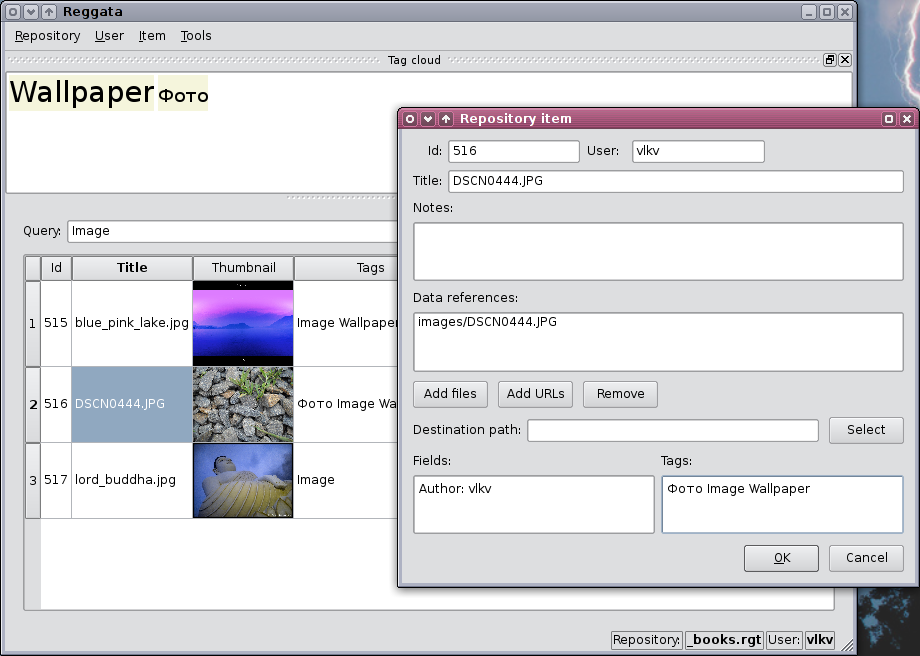 Reggata
Repository User Item Tools
Tag cloud
Wallpaper Фото
Query: Image
Id Title Thumbnail Tags
1 515 blue_pink_lake.jpg Image Wallpaper
2 516 DSCN0444.JPG Фото Image Wa
3 517 lord_buddha.jpg Image
Repository: _books.rgt User: vlkv
Repository item
Id: 516 User: vlkv
Title: DSCN0444.JPG
Notes:
Data references:
images/DSCN0444.JPG
Add files Add URLs Remove
Destination path: Select
Fields: Tags:
Author: vlkv Фото Image Wallpaper
OK Cancel